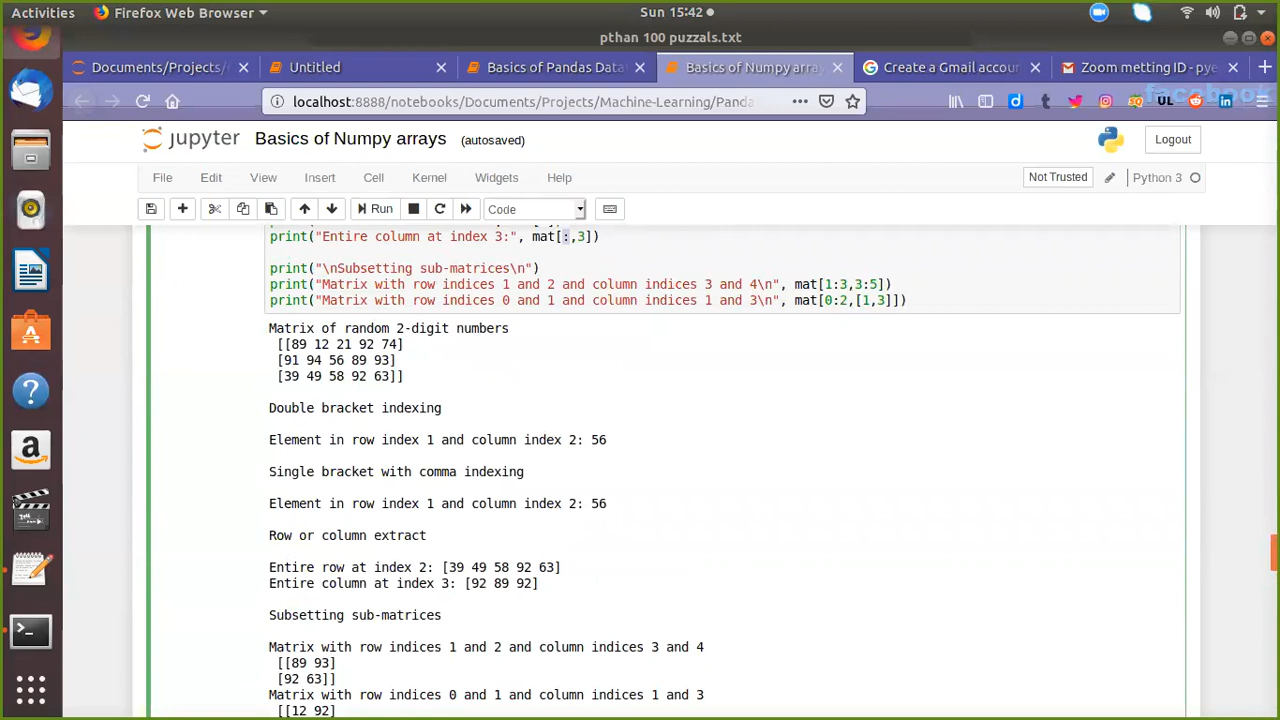 Activities Firefox Web Browser Sun 15:42
pthan 100 puzzals.txt
Documents/Projects/ Untitled Basics of Pandas Data Basics of Numpy array Create a Gmail accoun Zoom metting ID - pye
localhost:8888/notebooks/Documents/Projects/Machine-Learning/Panda
facebook
jupyter Basics of Numpy arrays (autosaved) Logout
File Edit View Insert Cell Kernel Widgets Help Not Trusted Python 3
Run Code
print("Entire column at index 3:", mat[:,3])
print("\nSubsetting sub-matrices\n")
print("Matrix with row indices 1 and 2 and column indices 3 and 4\n", mat[1:3,3:5])
print("Matrix with row indices 0 and 1 and column indices 1 and 3\n", mat[0:2,[1,3]])
Matrix of random 2-digit numbers
[[89 12 21 92 74]
[91 94 56 89 93]
[39 49 58 92 63]]
Double bracket indexing
Element in row index 1 and column index 2: 56
Single bracket with comma indexing
Element in row index 1 and column index 2: 56
Row or column extract
Entire row at index 2: [39 49 58 92 63]
Entire column at index 3: [92 89 92]
Subsetting sub-matrices
Matrix with row indices 1 and 2 and column indices 3 and 4
[[89 93]
[92 63]]
Matrix with row indices 0 and 1 and column indices 1 and 3
[[12 92]